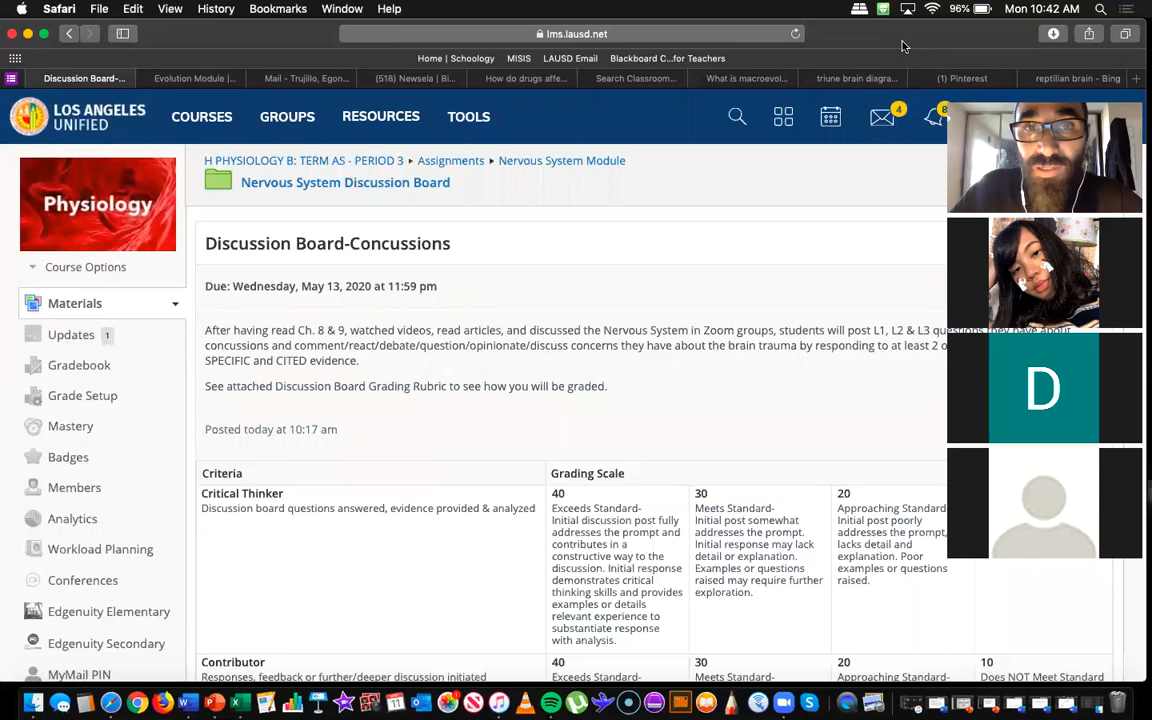 Safari File Edit View History Bookmarks Window Help 96% Mon 10:42 AM
lms.lausd.net
Home | Schoology MISIS LAUSD Email Blackboard C...for Teachers
Discussion Board-... Evolution Module |... Mail - Trujillo, Egon... (518) Newsela | Bi... How do drugs affe... Search Classroom... What is macroevol... triune brain diagra... (1) Pinterest reptilian brain - Bing
LOS ANGELES
UNIFIED
COURSES GROUPS RESOURCES TOOLS
4
8
H PHYSIOLOGY B: TERM AS - PERIOD 3 ▸ Assignments ▸ Nervous System Module
Nervous System Discussion Board
Physiology
Course Options
Materials
Updates 1
Gradebook
Grade Setup
Mastery
Badges
Members
Analytics
Workload Planning
Conferences
Edgenuity Elementary
Edgenuity Secondary
MyMail PIN
Discussion Board-Concussions
Due: Wednesday, May 13, 2020 at 11:59 pm
After having read Ch. 8 & 9, watched videos, read articles, and discussed the Nervous System in Zoom groups, students will post L1, L2 & L3 questions they have about
concussions and comment/react/debate/question/opinionate/discuss concerns they have about the brain trauma by responding to at least 2
SPECIFIC and CITED evidence.
See attached Discussion Board Grading Rubric to see how you will be graded.
Posted today at 10:17 am
Criteria Grading Scale
Critical Thinker
Discussion board questions answered, evidence provided & analyzed
40
Exceeds Standard-
Initial discussion post fully
addresses the prompt and
contributes in a
constructive way to the
discussion. Initial response
demonstrates critical
thinking skills and provides
examples or details
relevant experience to
substantiate response
with analysis.
30
Meets Standard-
Initial post somewhat
addresses the prompt.
Initial response may lack
detail or explanation.
Examples or questions
raised may require further
exploration.
20
Approaching Standard-
Initial post poorly
addresses the prompt,
lacks detail and
explanation. Poor
examples or questions
raised.
Contributor
Responses, feedback or further/deeper discussion initiated
40
Exceeds Standard-
30
Meets Standard-
20
Approaching Standard-
10
Does NOT Meet Standard
D